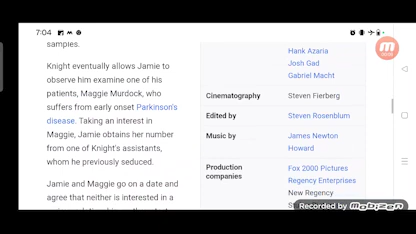 7:04
samples.
Knight eventually allows Jamie to
observe him examine one of his
patients, Maggie Murdock, who
suffers from early onset Parkinson's
disease. Taking an interest in
Maggie, Jamie obtains her number
from one of Knight's assistants,
whom he previously seduced.
Jamie and Maggie go on a date and
agree that neither is interested in a
Hank Azaria
Josh Gad
Gabriel Macht
Cinematography Steven Fierberg
Edited by Steven Rosenblum
Music by James Newton
Howard
Production Fox 2000 Pictures
companies Regency Enterprises
New Regency
Recorded by Mobizen